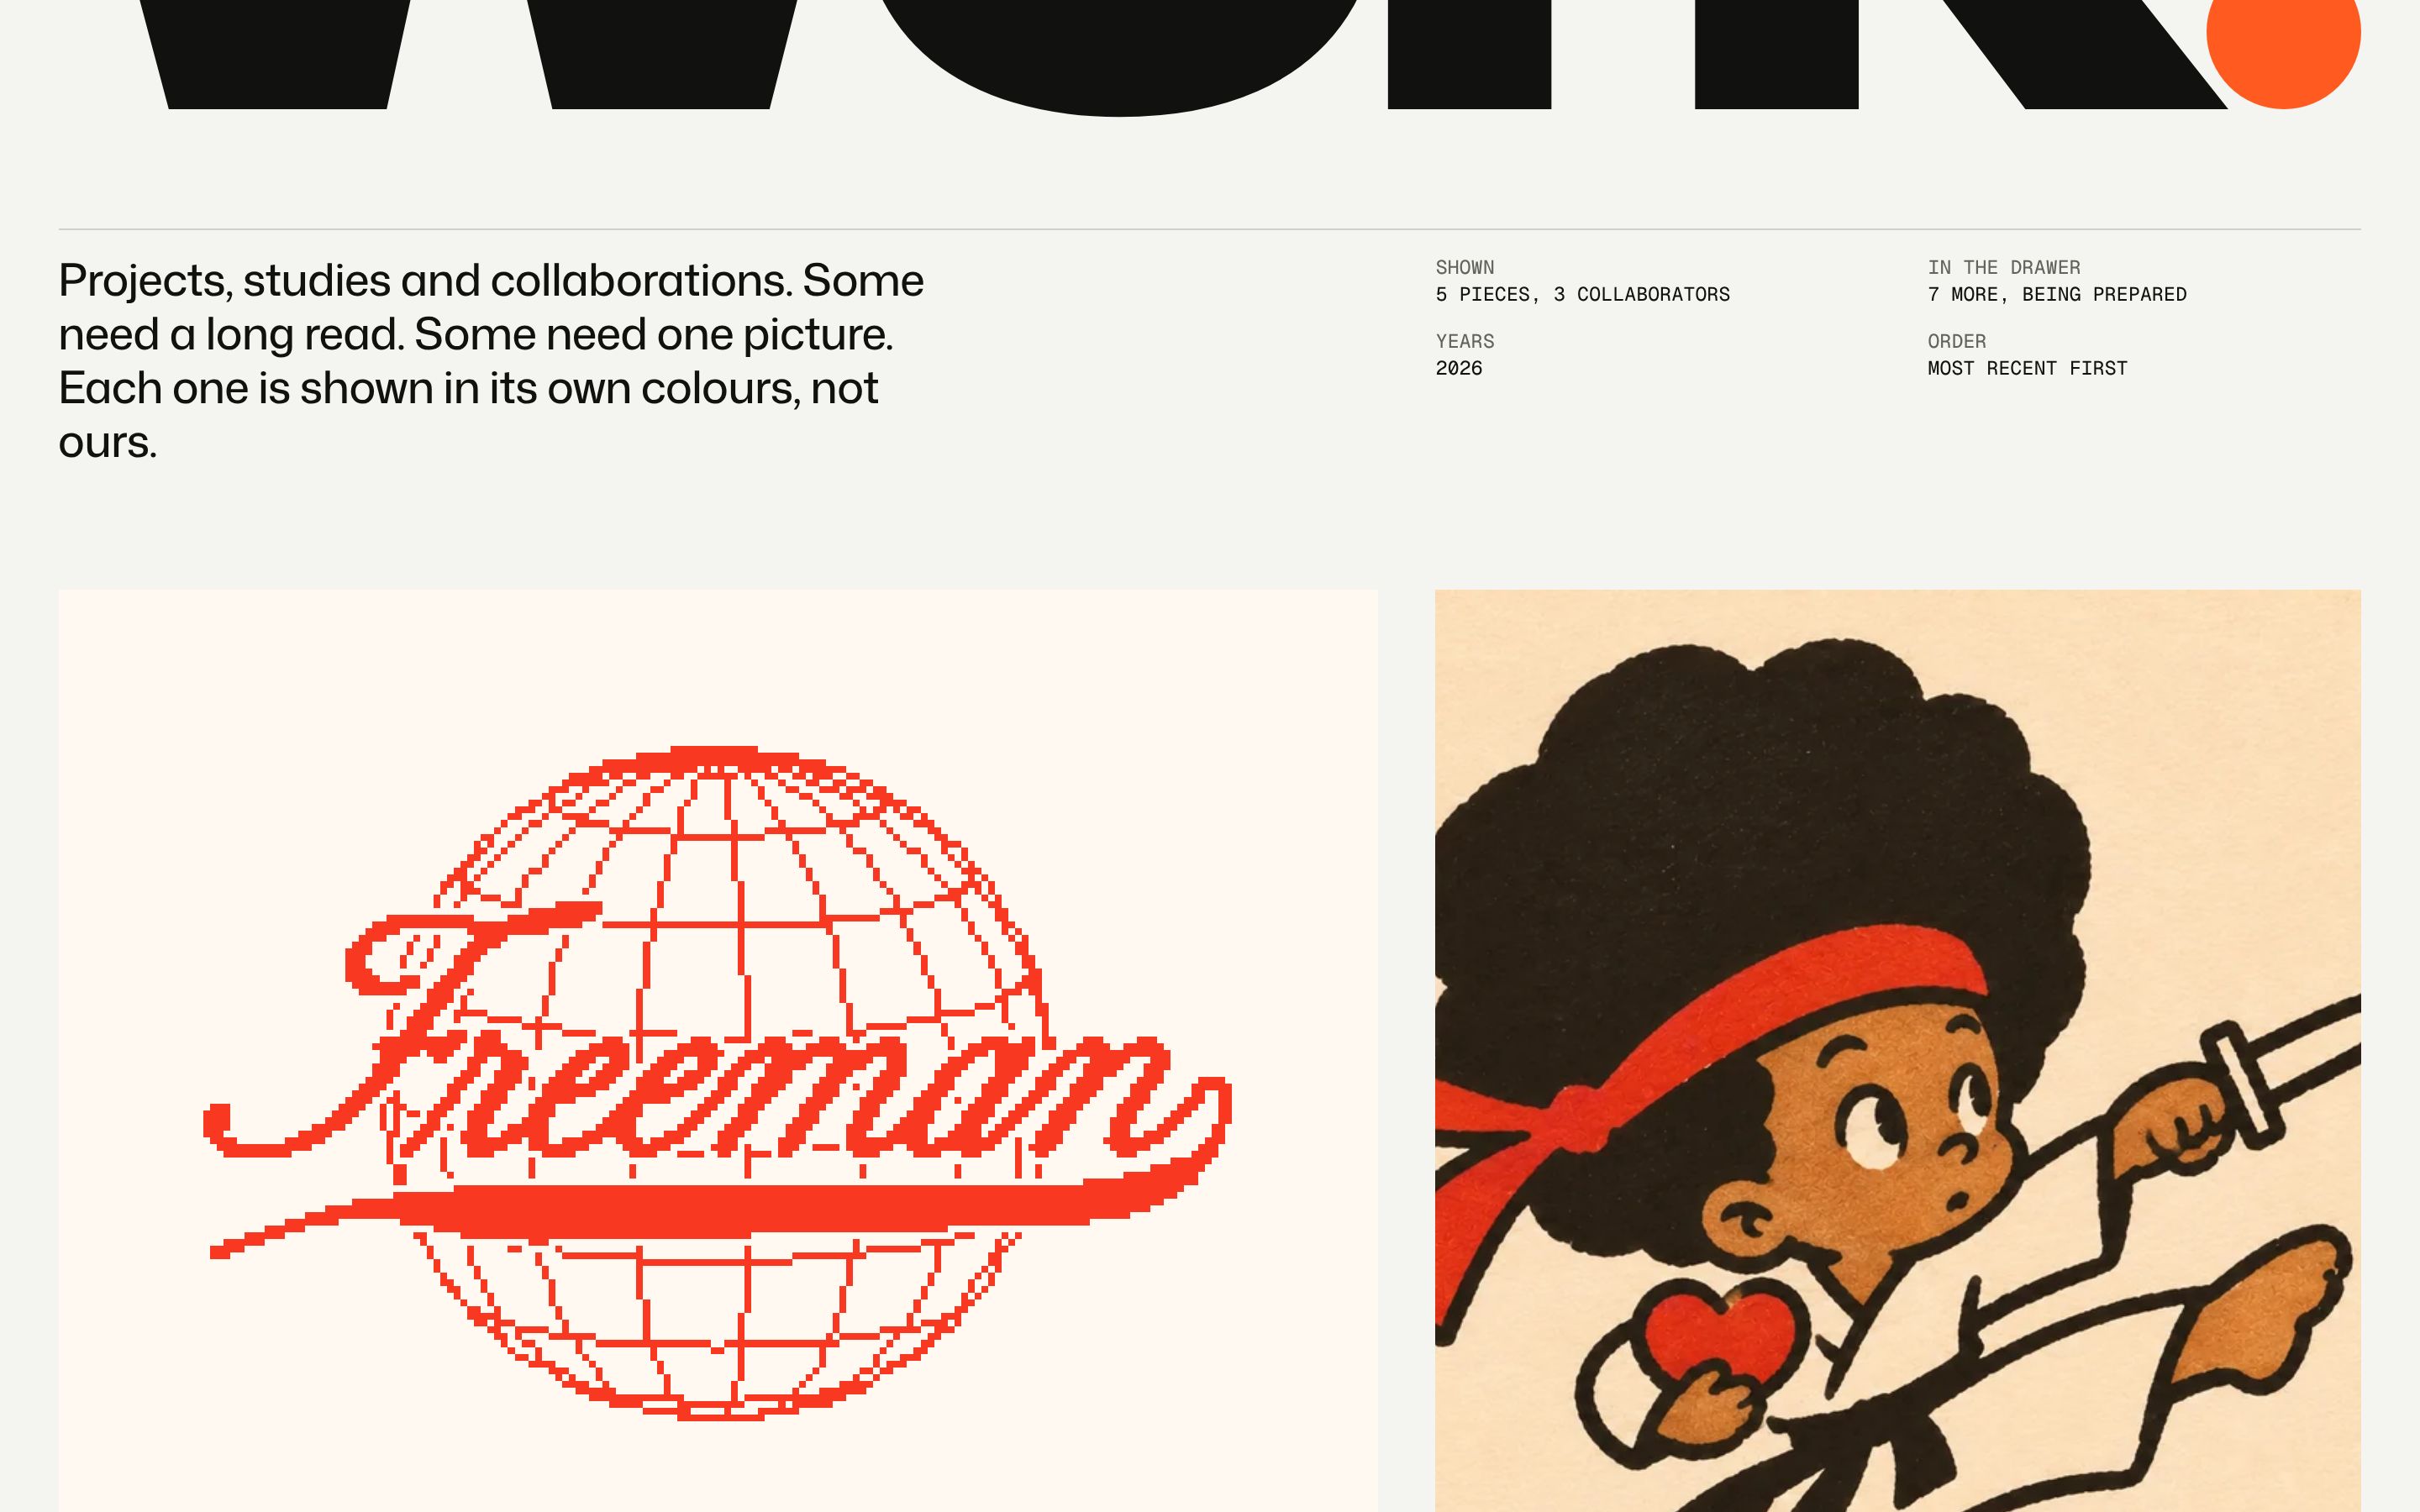 work.
Projects, studies and collaborations. Some
need a long read. Some need one picture.
Each one is shown in its own colours, not
ours.
SHOWN
5 PIECES, 3 COLLABORATORS
YEARS
2026
IN THE DRAWER
7 MORE, BEING PREPARED
ORDER
MOST RECENT FIRST
Freeman